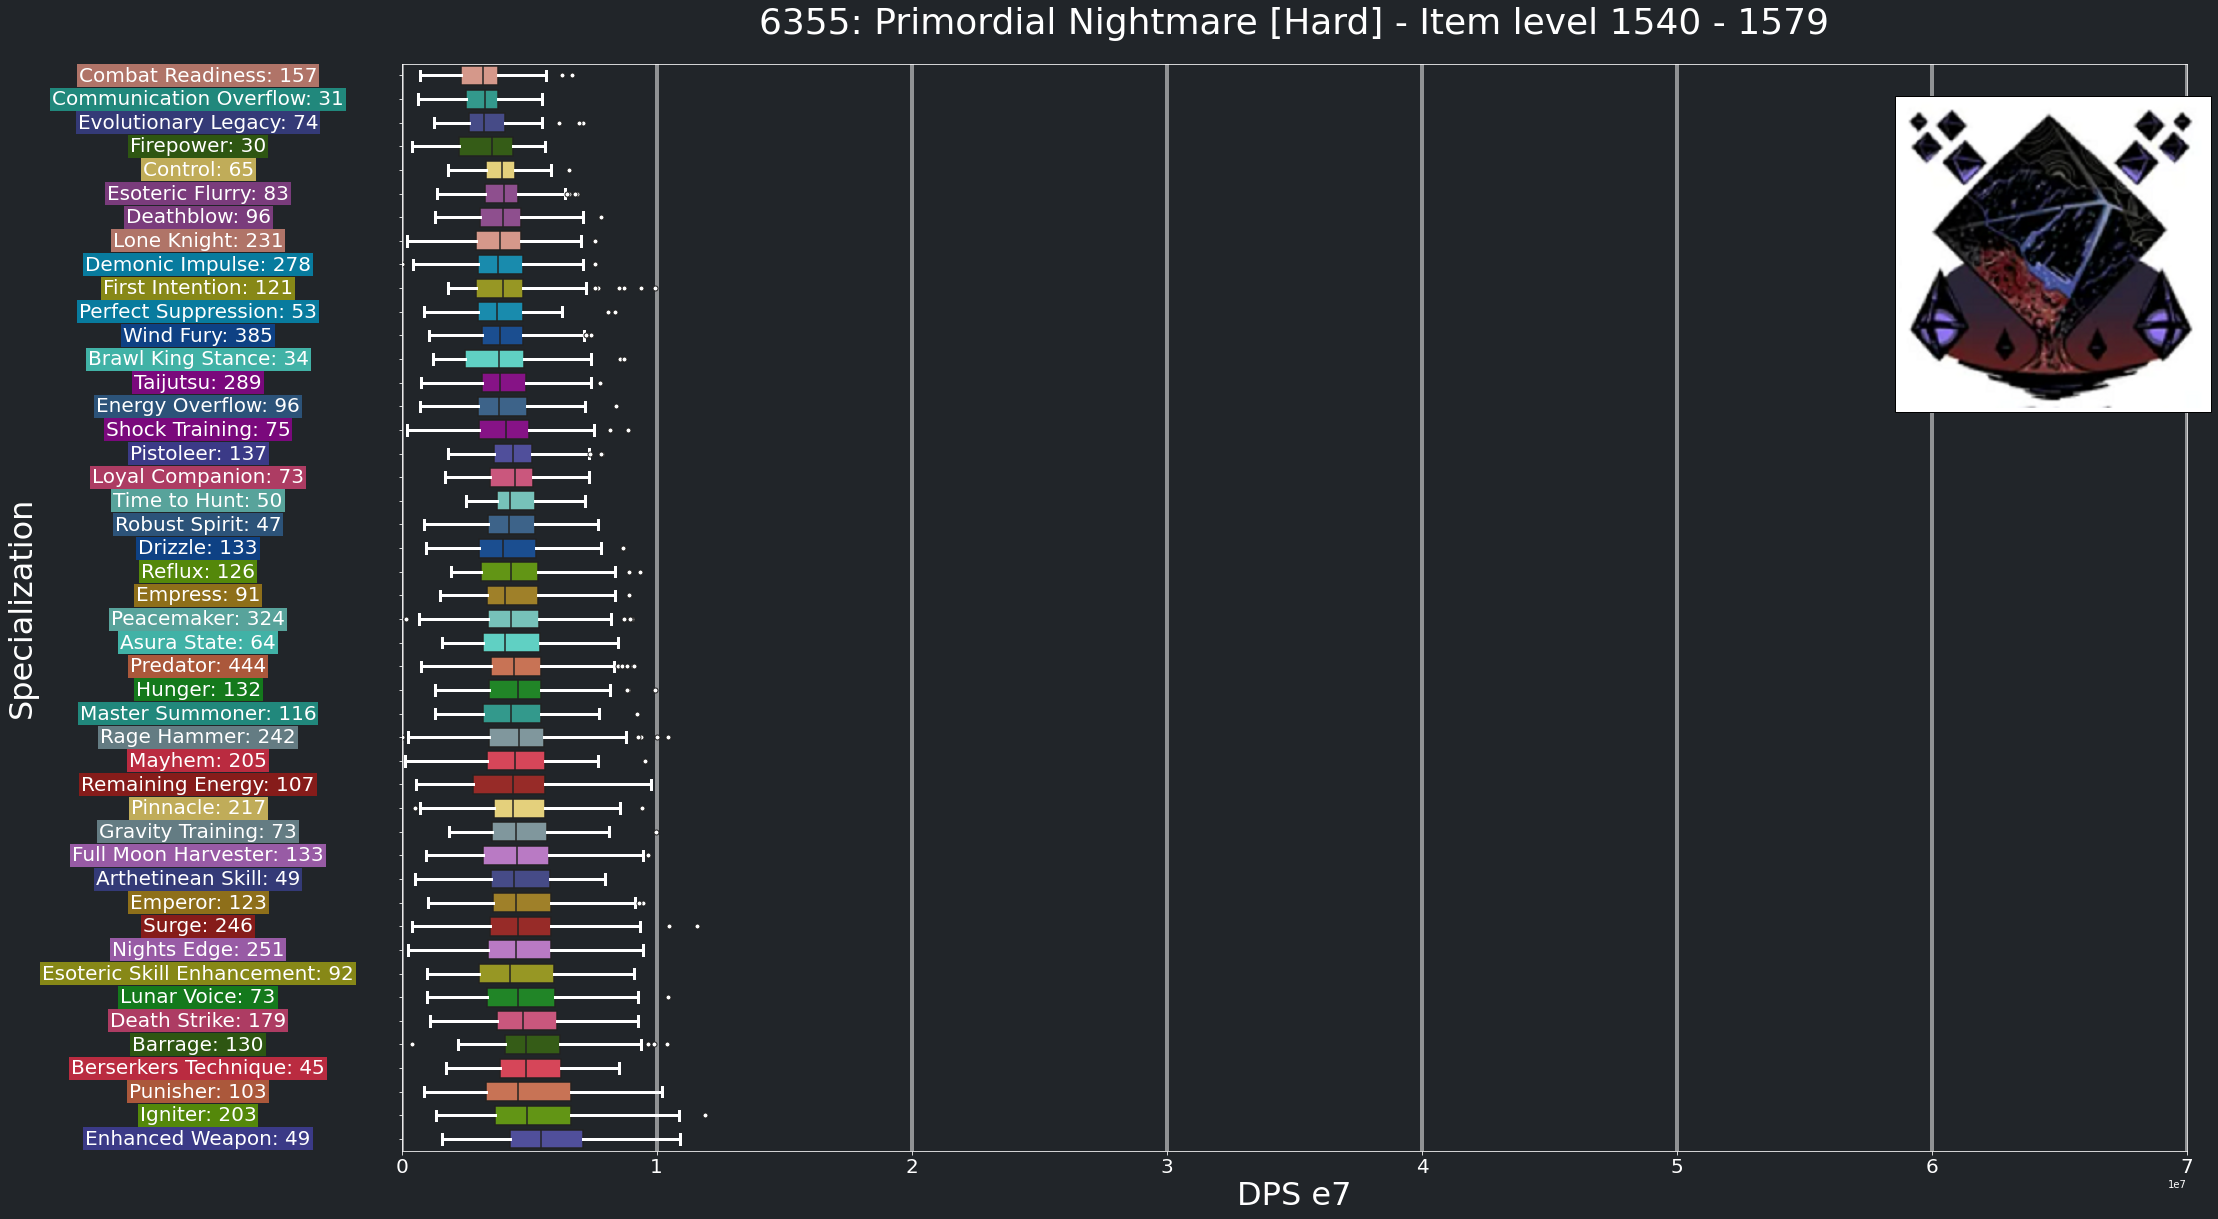 6355: Primordial Nightmare [Hard] - Item level 1540 - 1579
Specialization
Combat Readiness: 157
Communication Overflow: 31
Evolutionary Legacy: 74
Firepower: 30
Control: 65
Esoteric Flurry: 83
Deathblow: 96
Lone Knight: 231
Demonic Impulse: 278
First Intention: 121
Perfect Suppression: 53
Wind Fury: 385
Brawl King Stance: 34
Taijutsu: 289
Energy Overflow: 96
Shock Training: 75
Pistoleer: 137
Loyal Companion: 73
Time to Hunt: 50
Robust Spirit: 47
Drizzle: 133
Reflux: 126
Empress: 91
Peacemaker: 324
Asura State: 64
Predator: 444
Hunger: 132
Master Summoner: 116
Rage Hammer: 242
Mayhem: 205
Remaining Energy: 107
Pinnacle: 217
Gravity Training: 73
Full Moon Harvester: 133
Arthetinean Skill: 49
Emperor: 123
Surge: 246
Nights Edge: 251
Esoteric Skill Enhancement: 92
Lunar Voice: 73
Death Strike: 179
Barrage: 130
Berserkers Technique: 45
Punisher: 103
Igniter: 203
Enhanced Weapon: 49
0 1 2 3 4 5 6 7
1e7
DPS e7